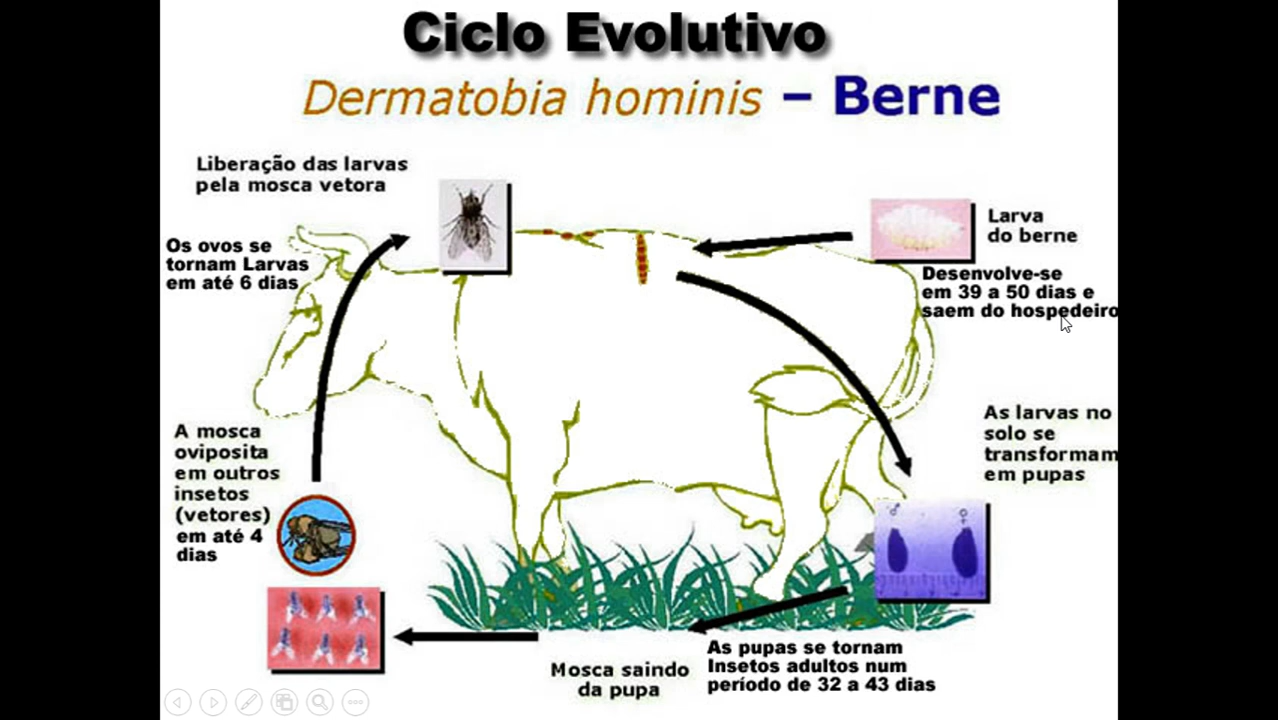 Ciclo Evolutivo
Dermatobia hominis – Berne
Liberação das larvas
pela mosca vetora
Os ovos se
tornam Larvas
em até 6 dias
Larva
do berne
Desenvolve-se
em 39 a 50 dias e
saem do hospedeiro
A mosca
oviposita
em outros
insetos
(vetores)
em até 4
dias
As larvas no
solo se
transformam
em pupas
♂ ♀
Mosca saindo
da pupa
As pupas se tornam
Insetos adultos num
período de 32 a 43 dias